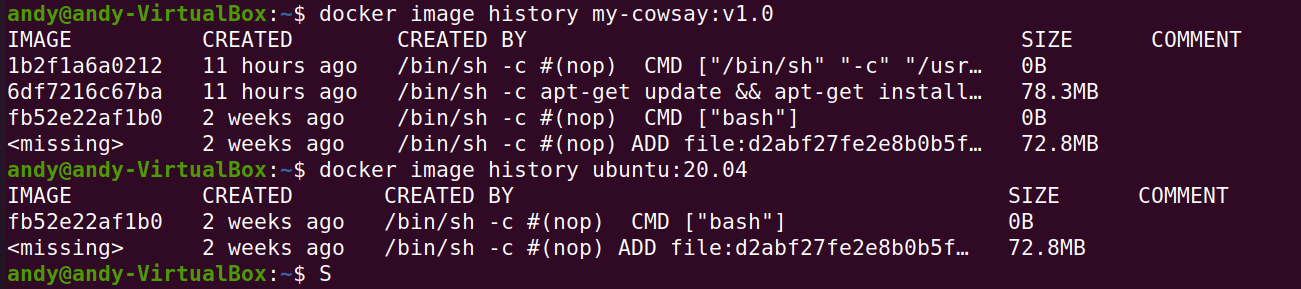 andy@andy-VirtualBox:~$ docker image history my-cowsay:v1.0
IMAGE          CREATED        CREATED BY                                      SIZE      COMMENT
1b2f1a6a0212   11 hours ago   /bin/sh -c #(nop)  CMD ["/bin/sh" "-c" "/usr…   0B
6df7216c67ba   11 hours ago   /bin/sh -c apt-get update && apt-get install…   78.3MB
fb52e22af1b0   2 weeks ago    /bin/sh -c #(nop)  CMD ["bash"]                 0B
<missing>      2 weeks ago    /bin/sh -c #(nop) ADD file:d2abf27fe2e8b0b5f…   72.8MB
andy@andy-VirtualBox:~$ docker image history ubuntu:20.04
IMAGE          CREATED       CREATED BY                                      SIZE      COMMENT
fb52e22af1b0   2 weeks ago   /bin/sh -c #(nop)  CMD ["bash"]                 0B
<missing>      2 weeks ago   /bin/sh -c #(nop) ADD file:d2abf27fe2e8b0b5f…   72.8MB
andy@andy-VirtualBox:~$ S